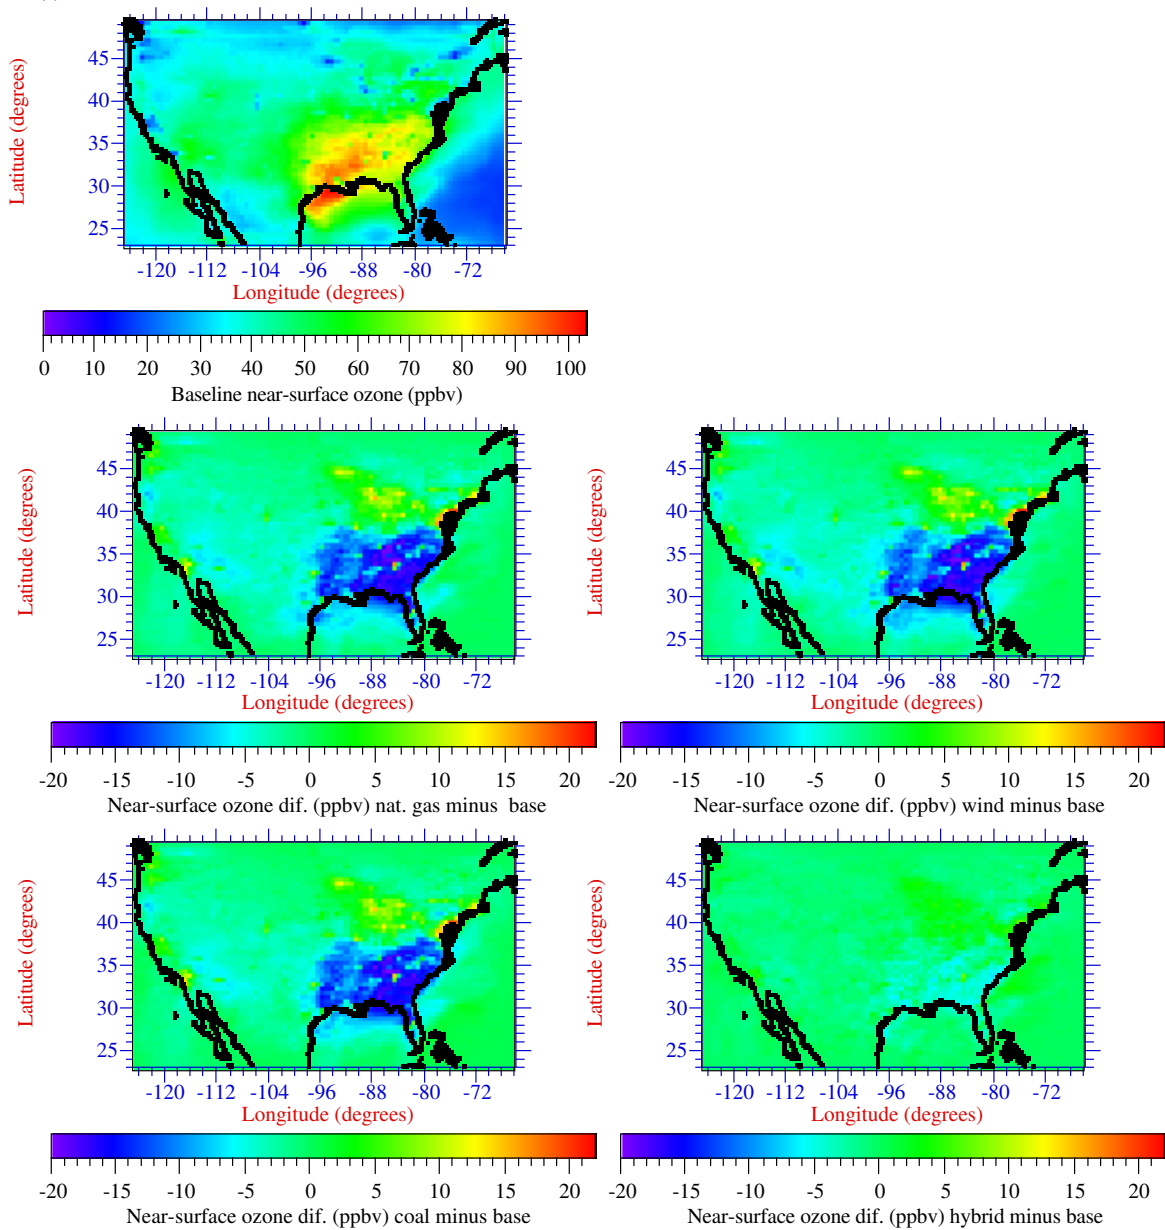 45
40
35
30
25
Latitude (degrees)
-120 -112 -104 -96 -88 -80 -72
Longitude (degrees)
0 10 20 30 40 50 60 70 80 90 100
Baseline near-surface ozone (ppbv)
45
40
35
30
25
Latitude (degrees)
-120 -112 -104 -96 -88 -80 -72
Longitude (degrees)
-20 -15 -10 -5 0 5 10 15 20
Near-surface ozone dif. (ppbv) nat. gas minus base
45
40
35
30
25
Latitude (degrees)
-120 -112 -104 -96 -88 -80 -72
Longitude (degrees)
-20 -15 -10 -5 0 5 10 15 20
Near-surface ozone dif. (ppbv) wind minus base
45
40
35
30
25
Latitude (degrees)
-120 -112 -104 -96 -88 -80 -72
Longitude (degrees)
-20 -15 -10 -5 0 5 10 15 20
Near-surface ozone dif. (ppbv) coal minus base
45
40
35
30
25
Latitude (degrees)
-120 -112 -104 -96 -88 -80 -72
Longitude (degrees)
-20 -15 -10 -5 0 5 10 15 20
Near-surface ozone dif. (ppbv) hybrid minus base